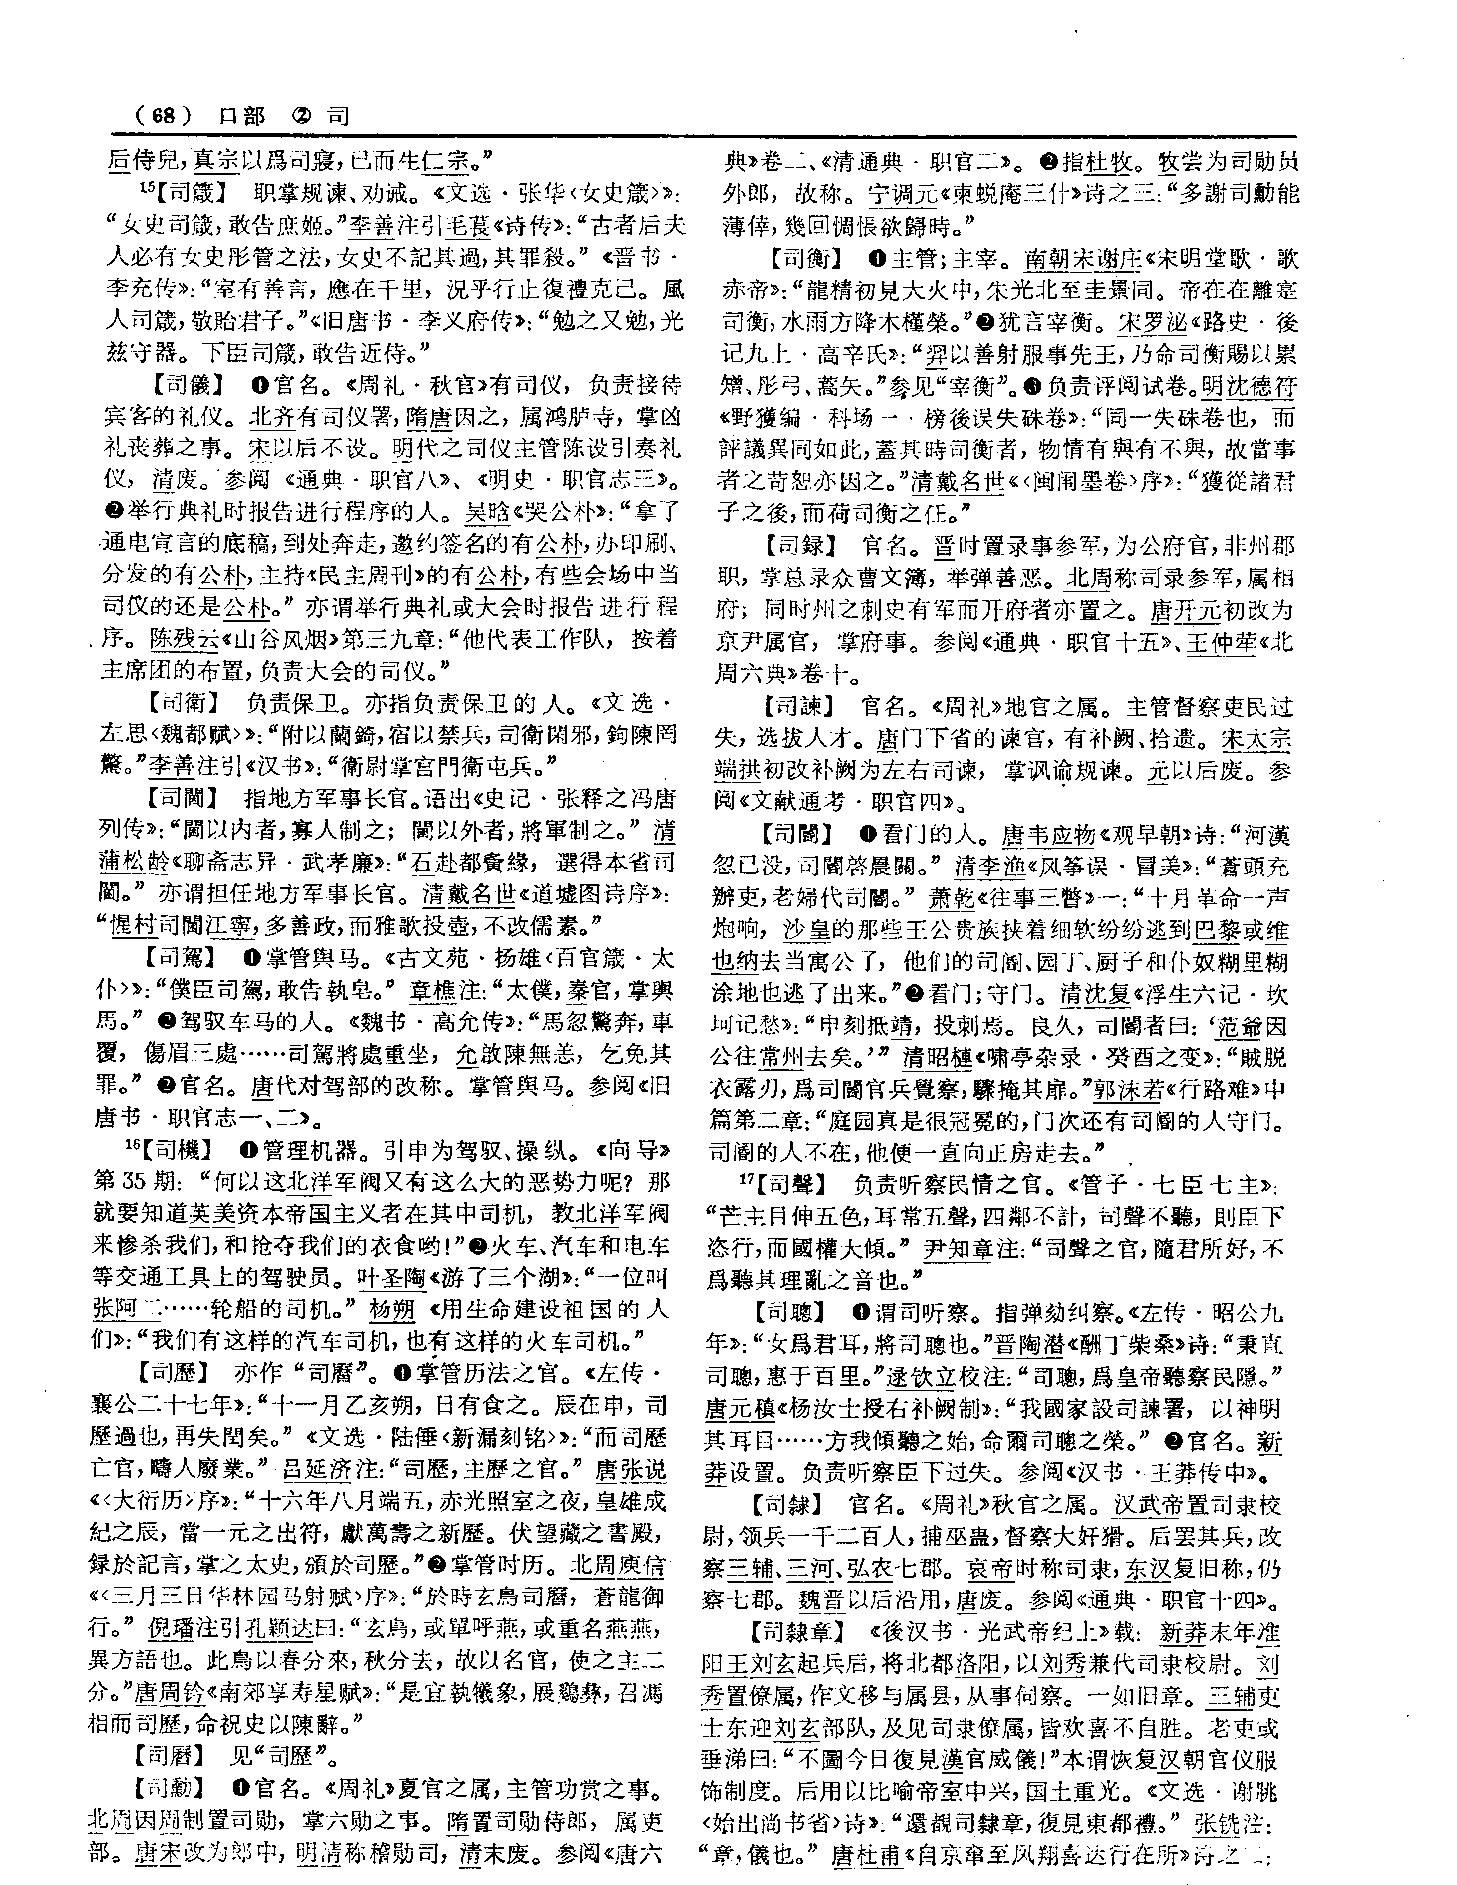 （68） 口部 ② 司
后侍兒，真宗以爲司寢，已而生仁宗。”
15【司箴】 职掌规谏、劝诫。《文选·张华〈女史箴〉》：
“女史司箴，敢告庶姬。”李善注引毛萇《诗传》：“古者后夫
人必有女史彤管之法，女史不記其過，其罪殺。”《晋书·
李充传》：“室有善言，應在千里，況乎行止復禮克己。風
人司箴，敬貽君子。”《旧唐书·李义府传》：“勉之又勉，光
兹守器。下臣司箴，敢告近侍。”
【司儀】 ❶官名。《周礼·秋官》有司仪，负责接待
宾客的礼仪。北齐有司仪署，隋唐因之，属鸿胪寺，掌凶
礼丧葬之事。宋以后不设。明代之司仪主管陈设引奏礼
仪，清废。参阅《通典·职官八》、《明史·职官志三》。
❷举行典礼时报告进行程序的人。吴晗《哭公朴》：“拿了
通电宣言的底稿，到处奔走，邀约签名的有公朴，办印刷、
分发的有公朴，主持《民主周刊》的有公朴，有些会场中当
司仪的还是公朴。”亦谓举行典礼或大会时报告进行程
序。陈残云《山谷风烟》第三九章：“他代表工作队，按着
主席团的布置，负责大会的司仪。”
【司衛】 负责保卫。亦指负责保卫的人。《文选·
左思〈魏都赋〉》：“附以蘭錡，宿以禁兵，司衛閑邪，鉤陳罔
驚。”李善注引《汉书》：“衛尉掌宮門衛屯兵。”
【司閫】 指地方军事长官。语出《史记·张释之冯唐
列传》：“閫以内者，寡人制之；閫以外者，將軍制之。”清
蒲松龄《聊斋志异·武孝廉》：“石赴都夤緣，選得本省司
閫。”亦谓担任地方军事长官。清戴名世《道墟图诗序》：
“惺村司閫江寧，多善政，而雅歌投壺，不改儒素。”
【司駕】 ❶掌管舆马。《古文苑·扬雄〈百官箴·太
仆〉》：“僕臣司駕，敢告執皂。”章樵注：“太僕，秦官，掌輿
馬。”❷驾驭车马的人。《魏书·高允传》：“馬忽驚奔，車
覆，傷眉三處……司駕將處重坐，允啟陳無恙，乞免其
罪。”❷官名。唐代对驾部的改称。掌管舆马。参阅《旧
唐书·职官志一、二》。
16【司機】 ❶管理机器。引申为驾驭、操纵。《向导》
第35期：“何以这北洋军阀又有这么大的恶势力呢？那
就要知道英美资本帝国主义者在其中司机，教北洋军阀
来惨杀我们，和抢夺我们的衣食哟！”❷火车、汽车和电车
等交通工具上的驾驶员。叶圣陶《游了三个湖》：“一位叫
张阿二……轮船的司机。”杨朔《用生命建设祖国的人
们》：“我们有这样的汽车司机，也有这样的火车司机。”
【司歷】 亦作“司曆”。❶掌管历法之官。《左传·
襄公二十七年》：“十一月乙亥朔，日有食之。辰在申，司
歷過也，再失閏矣。”《文选·陆倕〈新漏刻铭〉》：“而司歷
亡官，疇人廢業。”吕延济注：“司歷，主歷之官。”唐张说
《〈大衍历〉序》：“十六年八月端五，赤光照室之夜，皇雄成
紀之辰，當一元之出符，獻萬壽之新歷。伏望藏之書殿，
録於記言，掌之太史，頒於司歷。”❷掌管时历。北周庾信
《〈三月三日华林园马射赋〉序》：“於時玄鳥司曆，蒼龍御
行。”倪璠注引孔颖达曰：“玄鳥，或單呼燕，或重名燕燕，
異方語也。此鳥以春分來，秋分去，故以名官，使之主二
分。”唐周钤《南郊享寿星赋》：“是宜執犧象，展鷄彝，召馮
相而司歷，命祝史以陳辭。”
【司曆】 见“司歷”。
【司勳】 ❶官名。《周礼》夏官之属，主管功赏之事。
北周因周制置司勋，掌六勋之事。隋置司勋侍郎，属吏
部。唐宋改为郎中，明清称稽勋司，清末废。参阅《唐六
典》卷二、《清通典·职官二》。❷指杜牧。牧尝为司勋员
外郎，故称。宁调元《柬蜕庵三什》诗之三：“多謝司勳能
薄倖，幾回惆悵欲歸時。”
【司衡】 ❶主管；主宰。南朝宋谢庄《宋明堂歌·歌
赤帝》：“龍精初見大火中，朱光北至圭景同。帝在在離寔
司衡，水雨方降木槿榮。”❷犹言宰衡。宋罗泌《路史·後
记九上·高辛氏》：“羿以善射服事先王，乃命司衡賜以累
矰、彤弓、蒿矢。”参见“宰衡”。❸负责评阅试卷。明沈德符
《野獲编·科场一·榜後误失硃卷》：“同一失硃卷也，而
評議異同如此，蓋其時司衡者，物情有與有不與，故當事
者之苛恕亦因之。”清戴名世《〈闽闱墨卷〉序》：“獲從諸君
子之後，而荷司衡之任。”
【司録】 官名。晋时置录事参军，为公府官，非州郡
职，掌总录众曹文簿，举弹善恶。北周称司录参军，属相
府；同时州之刺史有军而开府者亦置之。唐开元初改为
京尹属官，掌府事。参阅《通典·职官十五》、王仲荦《北
周六典》卷十。
【司諫】 官名。《周礼》地官之属。主管督察吏民过
失，选拔人才。唐门下省的谏官，有补阙、拾遗。宋太宗
端拱初改补阙为左右司谏，掌讽谕规谏。元以后废。参
阅《文献通考·职官四》。
【司閽】 ❶看门的人。唐韦应物《观早朝》诗：“河漢
忽已没，司閽啓晨關。”清李渔《风筝误·冒美》：“蒼頭充
辦吏，老婦代司閽。”萧乾《往事三瞥》一：“十月革命一声
炮响，沙皇的那些王公贵族挟着细软纷纷逃到巴黎或维
也纳去当寓公了，他们的司阍、园丁、厨子和仆奴糊里糊
涂地也逃了出来。”❷看门；守门。清沈复《浮生六记·坎
坷记愁》：“申刻抵靖，投刺焉。良久，司閽者曰：‘范爺因
公往常州去矣。’”清昭槤《啸亭杂录·癸酉之变》：“贼脱
衣露刃，爲司閽官兵覺察，驟掩其扉。”郭沫若《行路难》中
篇第二章：“庭园真是很冠冕的，门次还有司阍的人守门。
司阍的人不在，他便一直向正房走去。”
17【司聲】 负责听察民情之官。《管子·七臣七主》：
“芒主目伸五色，耳常五聲，四鄰不計，司聲不聽，則臣下
恣行，而國權大傾。”尹知章注：“司聲之官，隨君所好，不
爲聽其理亂之音也。”
【司聰】 ❶谓司听察。指弹劾纠察。《左传·昭公九
年》：“女爲君耳，將司聰也。”晋陶潜《酬丁柴桑》诗：“秉直
司聰，惠于百里。”逯钦立校注：“司聰，爲皇帝聽察民隱。”
唐元稹《杨汝士授右补阙制》：“我國家設司諫署，以神明
其耳目……方我傾聽之始，命爾司聰之榮。”❷官名。新
莽设置。负责听察臣下过失。参阅《汉书·王莽传中》。
【司隸】 官名。《周礼》秋官之属。汉武帝置司隶校
尉，领兵一千二百人，捕巫蛊，督察大奸猾。后罢其兵，改
察三辅、三河、弘农七郡。哀帝时称司隶，东汉复旧称，仍
察七郡。魏晋以后沿用，唐废。参阅《通典·职官十四》。
【司隸章】 《後汉书·光武帝纪上》载：新莽末年淮
阳王刘玄起兵后，将北都洛阳，以刘秀兼代司隶校尉。刘
秀置僚属，作文移与属县，从事伺察。一如旧章。三辅吏
士东迎刘玄部队，及见司隶僚属，皆欢喜不自胜。老吏或
垂涕曰：“不圖今日復見漢官威儀！”本谓恢复汉朝官仪服
饰制度。后用以比喻帝室中兴，国土重光。《文选·谢朓
〈始出尚书省〉诗》：“還覩司隸章，復見東都禮。”张铣注：
“章，儀也。”唐杜甫《自京窜至凤翔喜达行在所》诗之二：